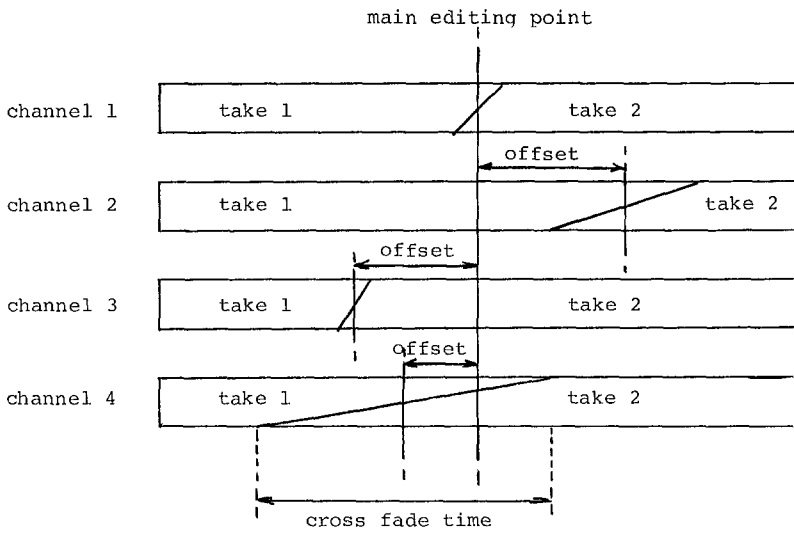 main editing point
channel 1 take 1 take 2
offset
channel 2 take 1 take 2
offset
channel 3 take 1 take 2
offset
channel 4 take 1 take 2
cross fade time